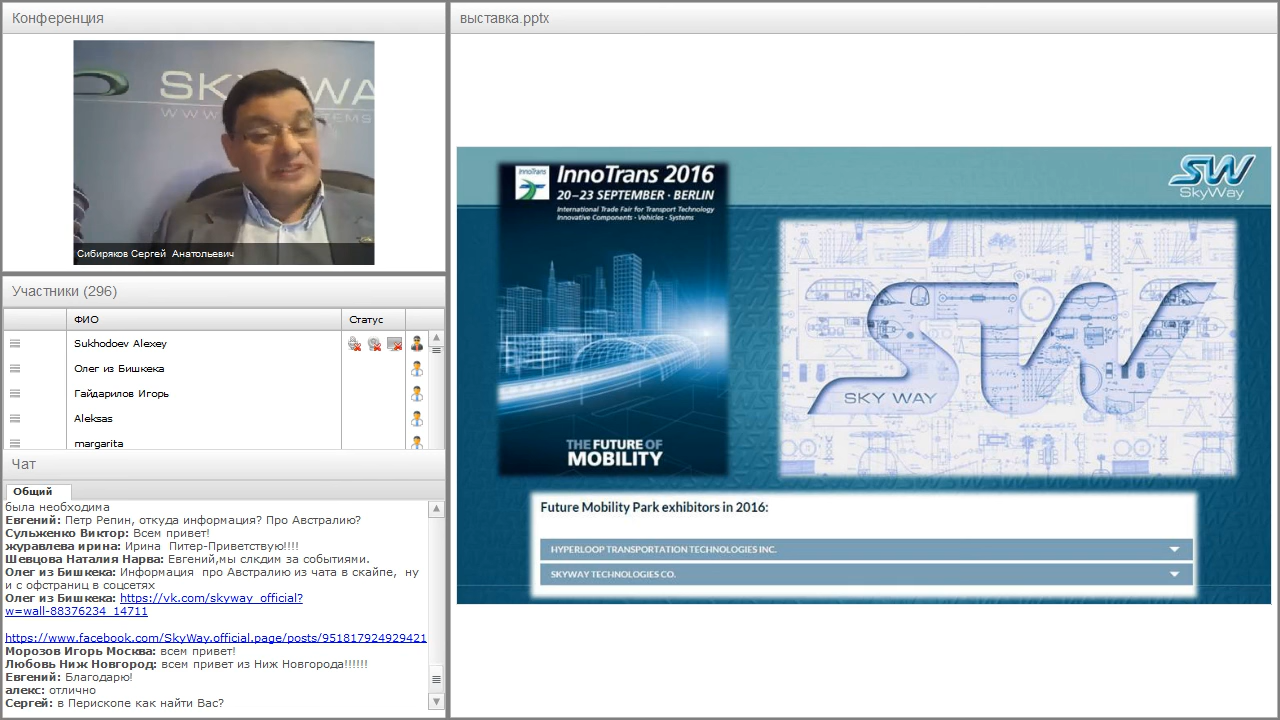 Конференция
SKYWA
WWW.
Сибиряков Сергей Анатольевич
Участники (296)
ФИО
Статус
Sukhodoev Alexey
Олег из Бишкека
Гайдарилов Игорь
Aleksas
margarita
Чат
Общий
была необходима
Евгений: Петр Репин, откуда информация? Про Австралию?
Сульженко Виктор: Всем привет!
журавлева ирина: Ирина Питер-Приветствую!!!!
Шевцова Наталия Нарва: Евгений,мы слкдим за событиями.
Олег из Бишкека: Информация про Австралию из чата в скайпе, ну
и с офстраниц в соцсетях
Олег из Бишкека: https://vk.com/skyway_official?
w=wall-88376234_14711
https://www.facebook.com/SkyWay.official.page/posts/951817924929421
Морозов Игорь Москва: всем привет!
Любовь Ниж Новгород: всем привет из Ниж Новгорода!!!!!!
Евгений: Благодарю!
алекс: отлично
Сергей: в Перископе как найти Вас?
выставка.pptx
InnoTrans
InnoTrans 2016
20–23 SEPTEMBER · BERLIN
International Trade Fair for Transport Technology
Innovative Components · Vehicles · Systems
THE FUTURE OF
MOBILITY
SW
SkyWay
SW
SKY WAY
Future Mobility Park exhibitors in 2016:
HYPERLOOP TRANSPORTATION TECHNOLOGIES INC.
SKYWAY TECHNOLOGIES CO.